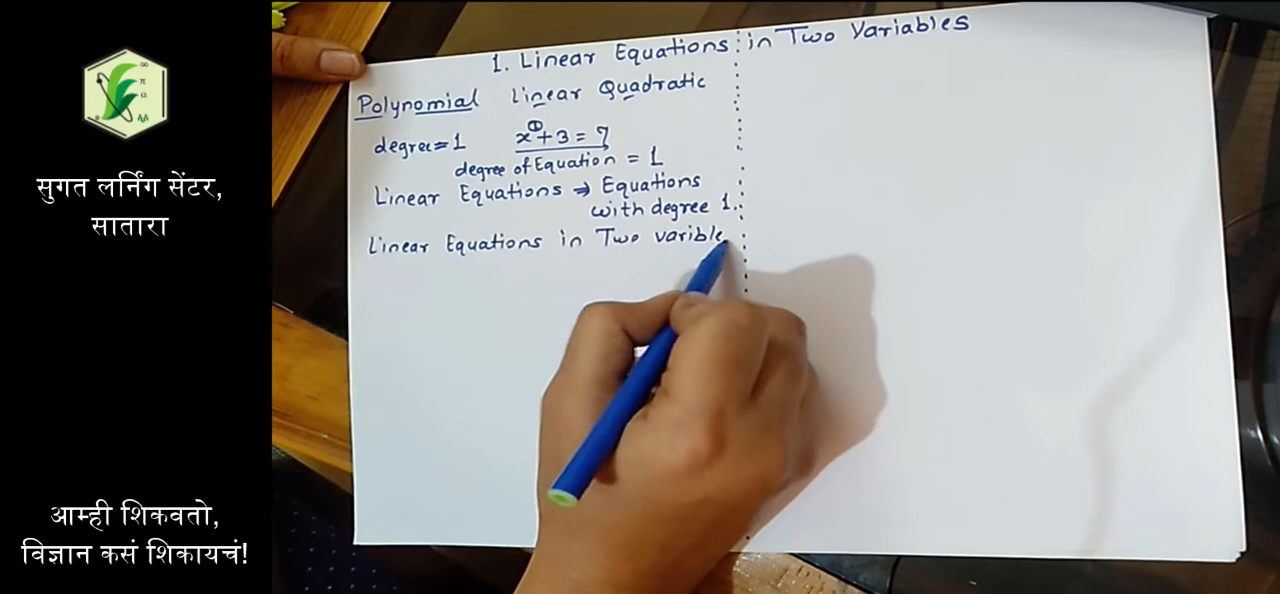 सुगत लर्निंग सेंटर,
सातारा
आम्ही शिकवतो,
विज्ञान कसं शिकायचं!
1. Linear Equations in Two Variables
Polynomial linear Quadratic
degree=1 x①+3=7
degree of Equation = 1
Linear Equations → Equations
with degree 1.
Linear Equations in Two varible